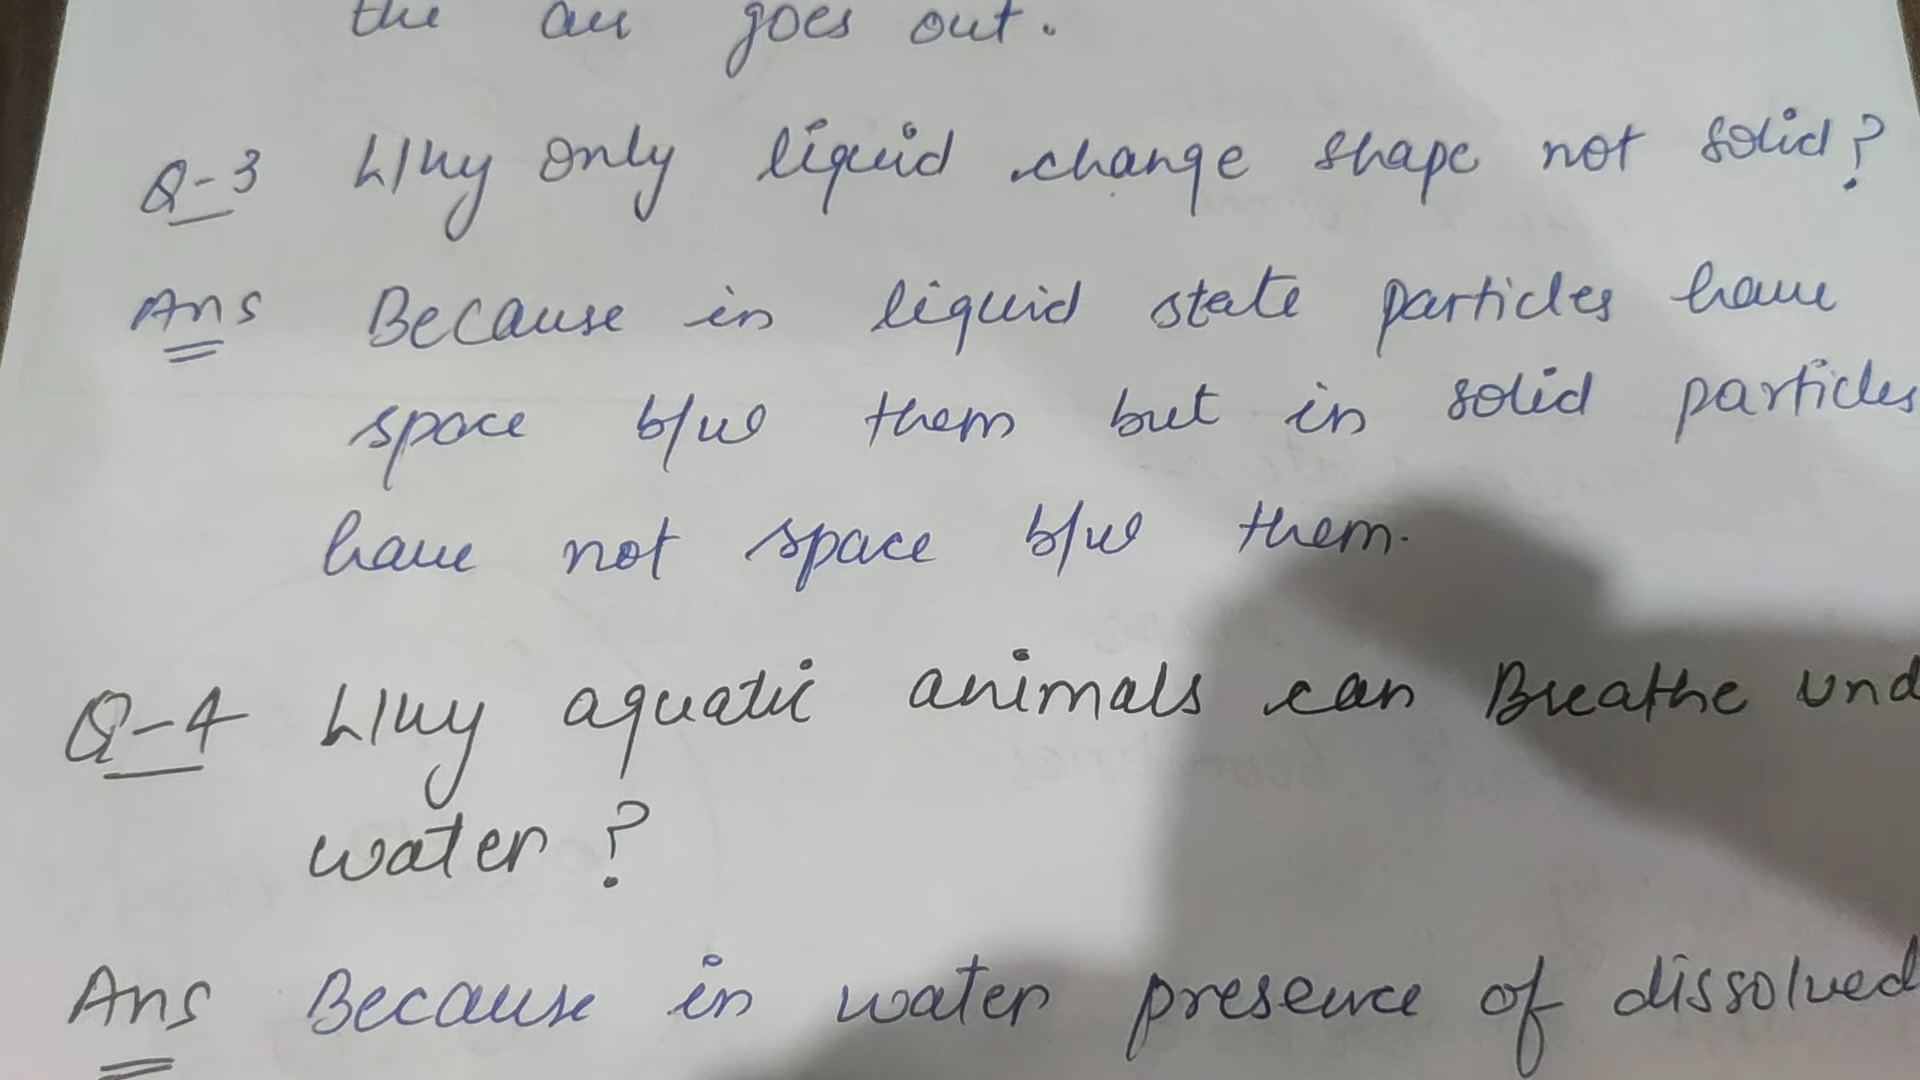 the air goes out.
Q-3 Why only liquid change shape not solid?
Ans Because in liquid state particles have
space b/w them but in solid particles
have not space b/w them.
Q-4 Why aquatic animals can Breathe und
water ?
Ans Because in water presence of dissolved